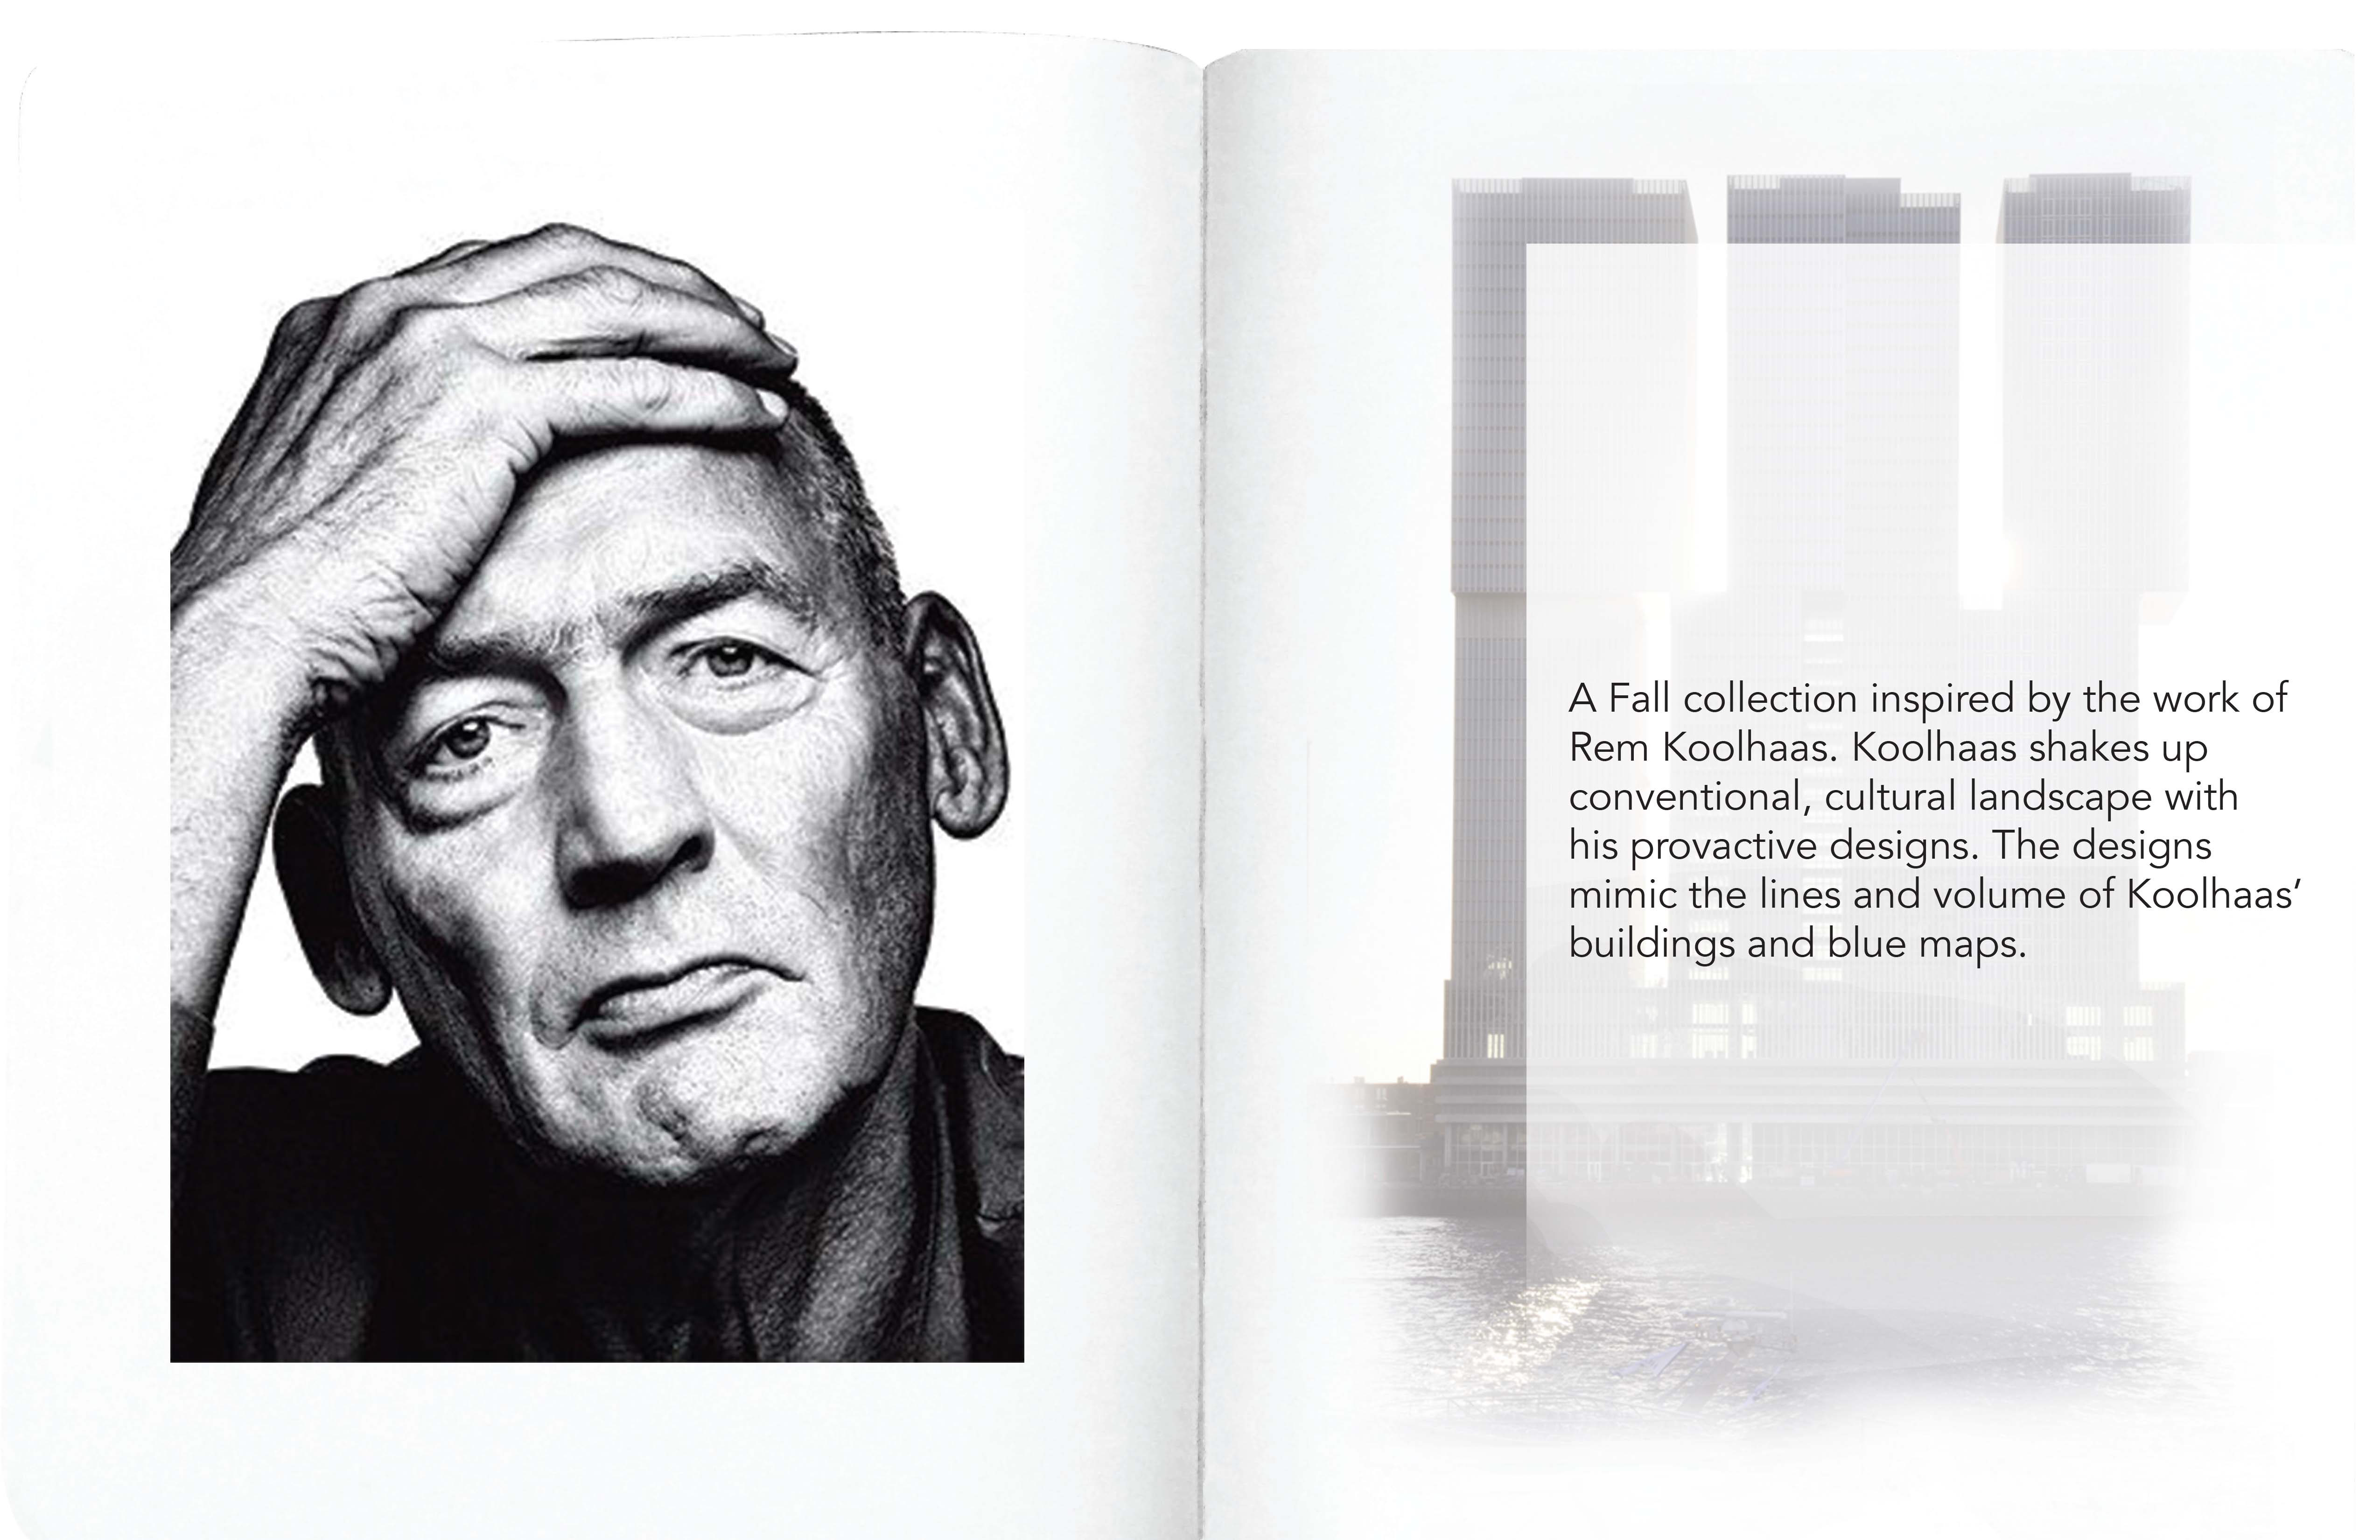 A Fall collection inspired by the work of
Rem Koolhaas. Koolhaas shakes up
conventional, cultural landscape with
his provactive designs. The designs
mimic the lines and volume of Koolhaas’
buildings and blue maps.